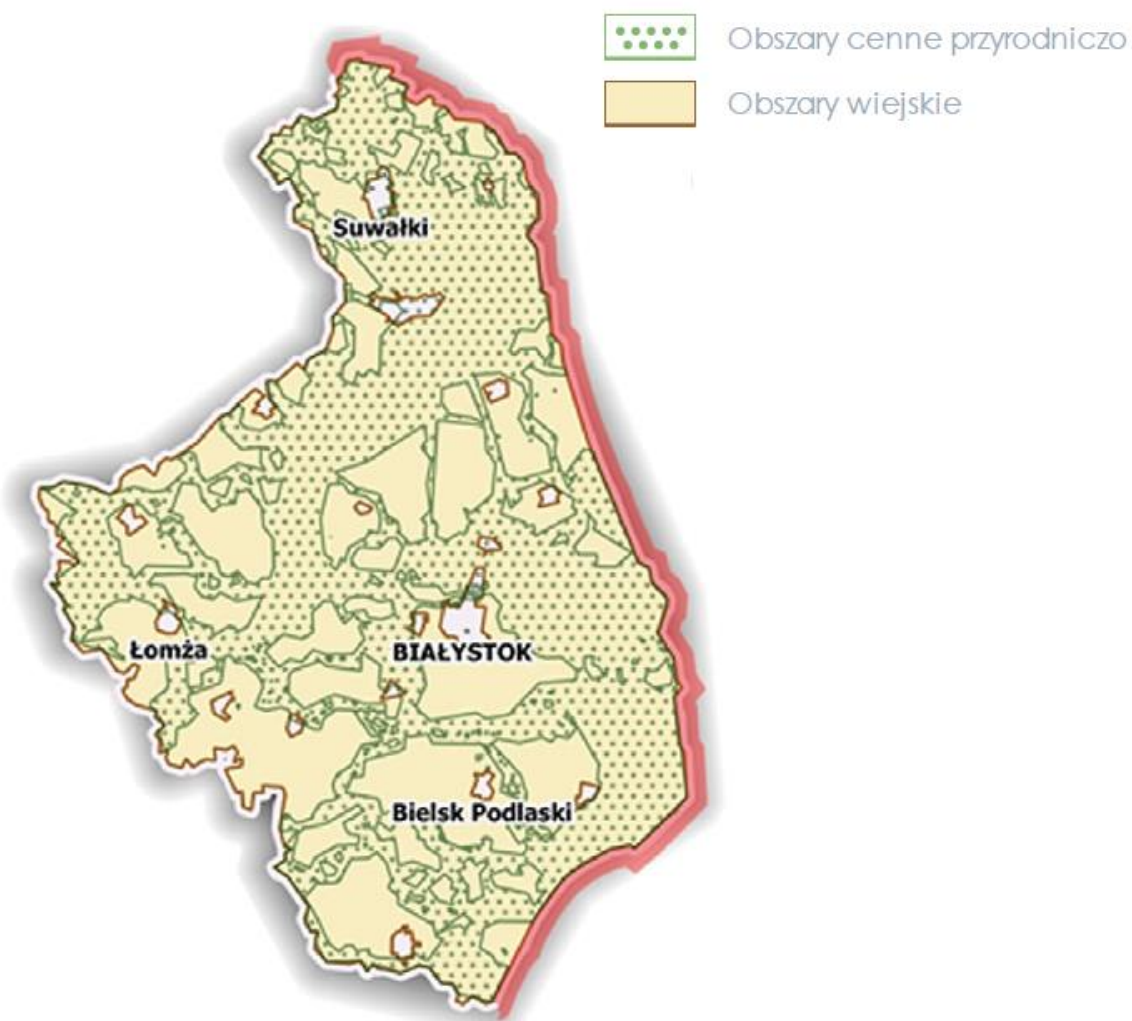 Obszary cenne przyrodniczo
Obszary wiejskie
Suwałki
Łomża
BIAŁYSTOK
Bielsk Podlaski